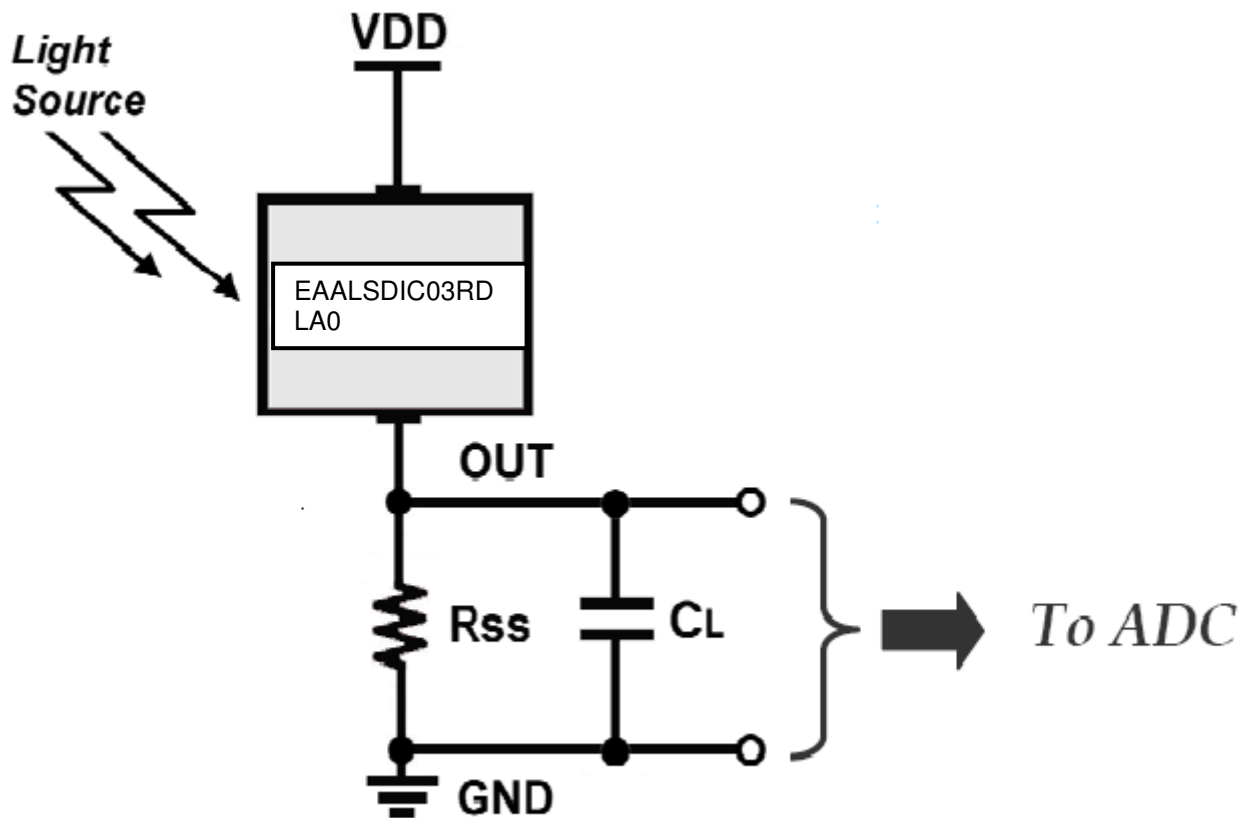 VDD
Light
Source
EAALSDIC03RD
LA0
OUT
Rss
CL
To ADC
GND